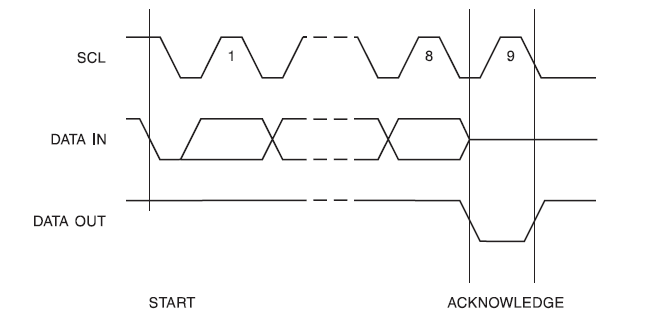 SCL
1
8
9
DATA IN
DATA OUT
START
ACKNOWLEDGE